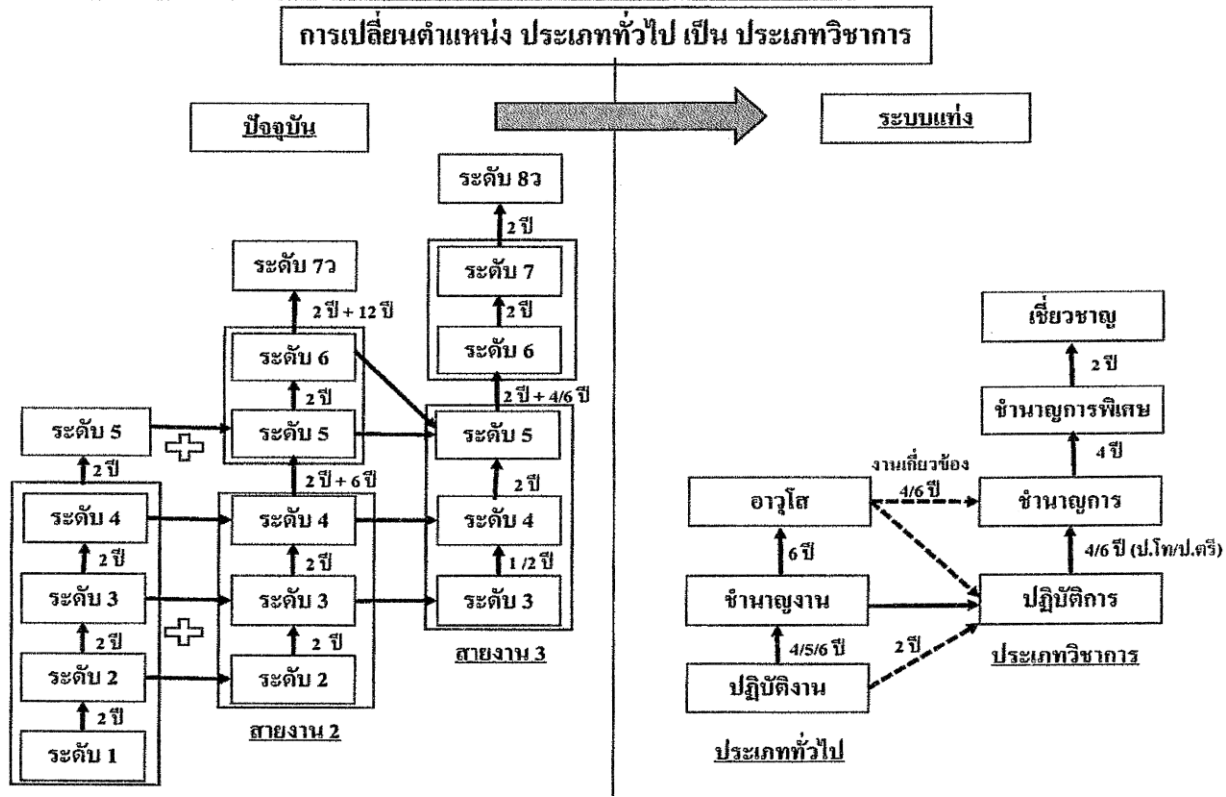 การเปลี่ยนตำแหน่ง ประเภททั่วไป เป็น ประเภทวิชาการ
ปัจจุบัน
ระบบแท่ง
ระดับ 5
2 ปี
ระดับ 4
2 ปี
ระดับ 3
2 ปี
ระดับ 2
2 ปี
ระดับ 1
ระดับ 7ว
2 ปี + 12 ปี
ระดับ 6
2 ปี
ระดับ 5
2 ปี + 6 ปี
ระดับ 4
2 ปี
ระดับ 3
2 ปี
ระดับ 2
สายงาน 2
ระดับ 8ว
2 ปี
ระดับ 7
2 ปี
ระดับ 6
2 ปี + 4/6 ปี
ระดับ 5
2 ปี
ระดับ 4
1 /2 ปี
ระดับ 3
สายงาน 3
อาวุโส
6 ปี
ชำนาญงาน
4/5/6 ปี
ปฏิบัติงาน
ประเภททั่วไป
งานเกี่ยวข้อง
4/6 ปี
2 ปี
เชี่ยวชาญ
2 ปี
ชำนาญการพิเศษ
4 ปี
ชำนาญการ
4/6 ปี (ป.โท/ป.ตรี)
ปฏิบัติการ
ประเภทวิชาการ